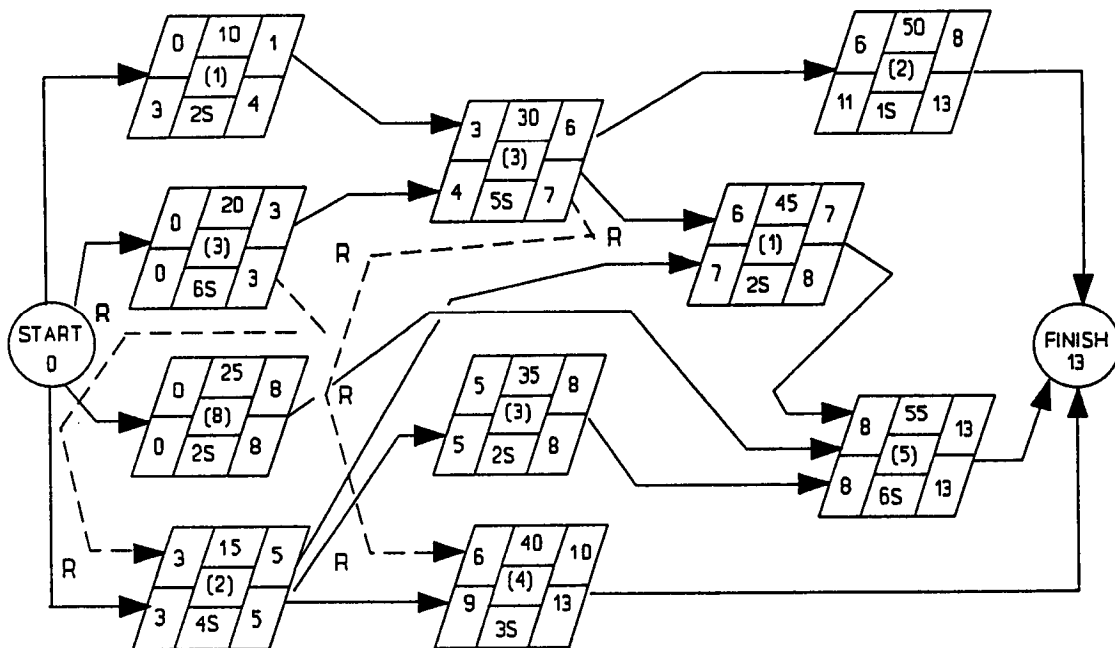 START
0
0 10 1
(1)
3 2S 4
0 20 3
(3)
0 6S 3
0 25 8
(8)
0 2S 8
3 15 5
(2)
3 4S 5
3 30 6
(3)
4 5S 7
5 35 8
(3)
5 2S 8
6 40 10
(4)
9 3S 13
6 45 7
(1)
7 2S 8
6 50 8
(2)
11 1S 13
8 55 13
(5)
8 6S 13
FINISH
13
R
R
R
R
R
R